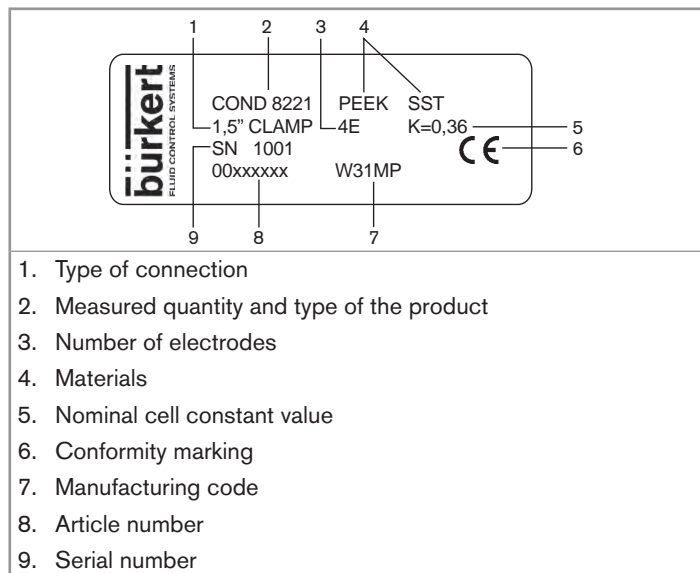 1 2 3 4
bürkert
FLUID CONTROL SYSTEMS
COND 8221 PEEK SST
1,5” CLAMP 4E K=0,36 5
SN 1001 CE 6
00xxxxxx W31MP
9 8 7
1. Type of connection
2. Measured quantity and type of the product
3. Number of electrodes
4. Materials
5. Nominal cell constant value
6. Conformity marking
7. Manufacturing code
8. Article number
9. Serial number